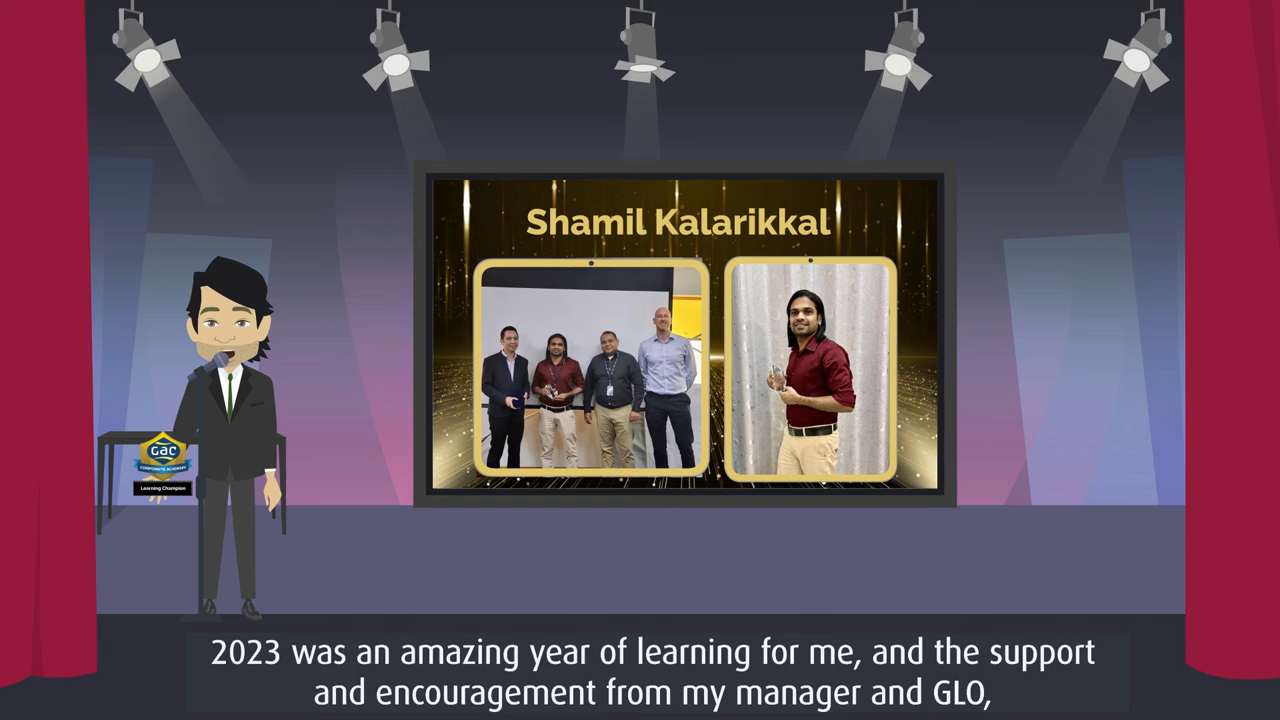 Shamil Kalarikkal
GAC
CORPORATE ACADEMY
Learning Champion
2023 was an amazing year of learning for me, and the support
and encouragement from my manager and GLO,